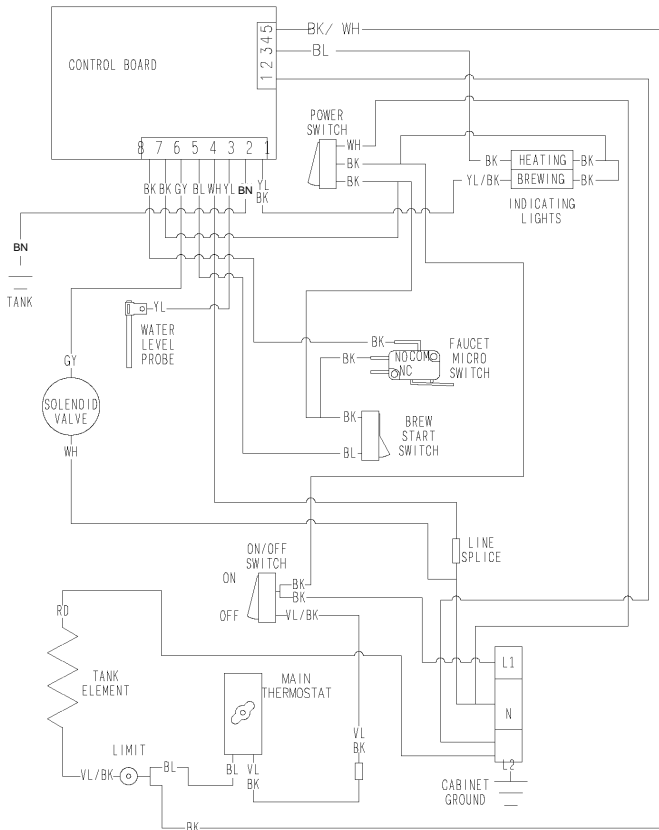 BK/ WH
BL
1 2 3 4 5
CONTROL BOARD
POWER
SWITCH
WH
BK
BK
8 7 6 5 4 3 2 1
BK BK GY BL WH YL BN YL
BK
BK HEATING BK
YL/BK BREWING BK
INDICATING
LIGHTS
BN
TANK
YL
WATER
LEVEL
PROBE
BK
BK
NO COM
NC
FAUCET
MICRO
SWITCH
GY
SOLENOID
VALVE
BK
BL
BREW
START
SWITCH
WH
LINE
SPLICE
ON/OFF
SWITCH
ON
OFF
BK
BK
VL/BK
RD
TANK
ELEMENT
MAIN
THERMOSTAT
L1
N
L2
VL
BK
LIMIT
VL/BK
BL
BL
VL
BK
CABINET
GROUND
BK